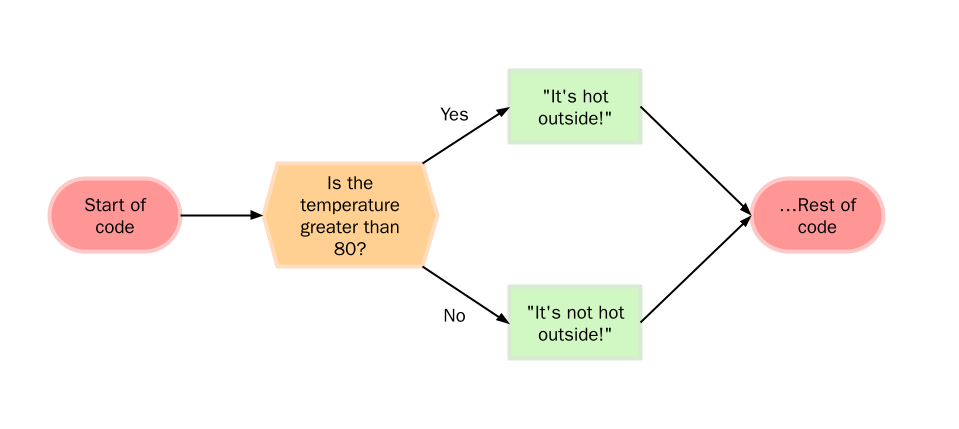 Start of
code
Is the
temperature
greater than
80?
Yes
"It's hot
outside!"
No
"It's not hot
outside!"
...Rest of
code